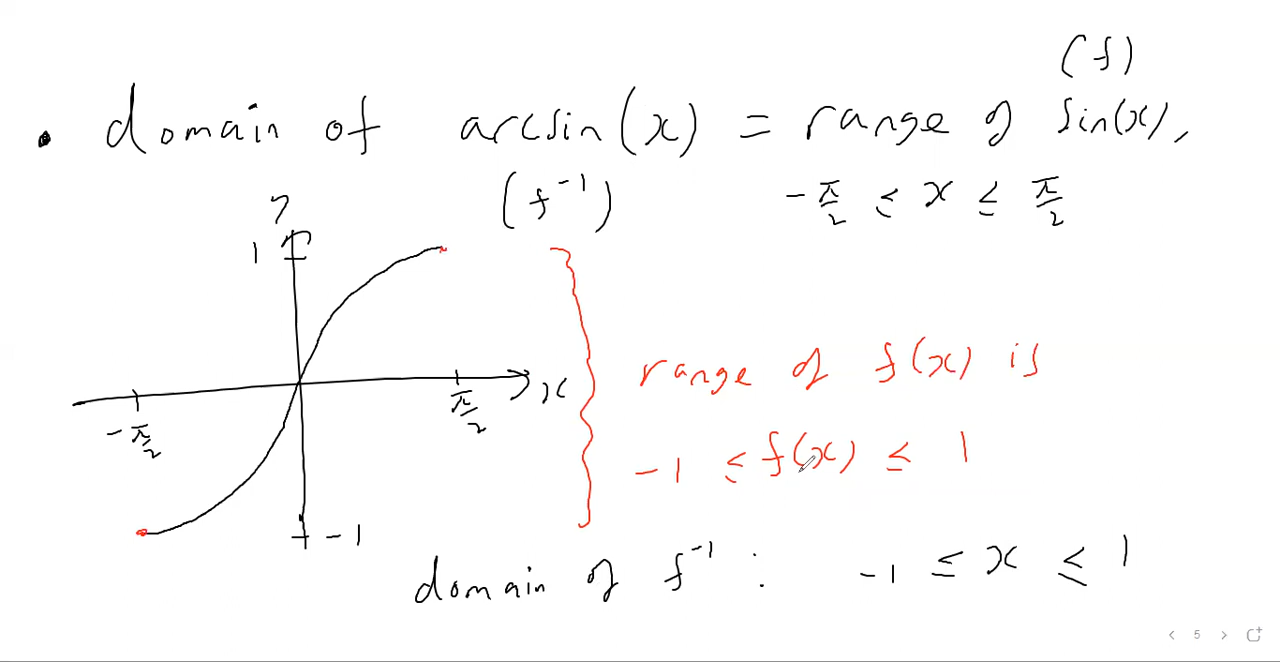 (f)
• domain of arcsin(x) = range of sin(x),
(f⁻¹) -π/2 ≤ x ≤ π/2
y
1
range of f(x) is
x
-π/2 π/2
-1 ≤ f(x) ≤ 1
-1
domain of f⁻¹ : -1 ≤ x ≤ 1
< 5 >